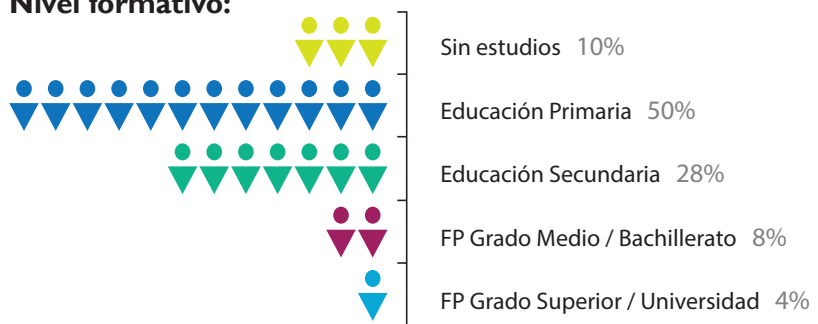 Nivel formativo:
Sin estudios 10%
Educación Primaria 50%
Educación Secundaria 28%
FP Grado Medio / Bachillerato 8%
FP Grado Superior / Universidad 4%